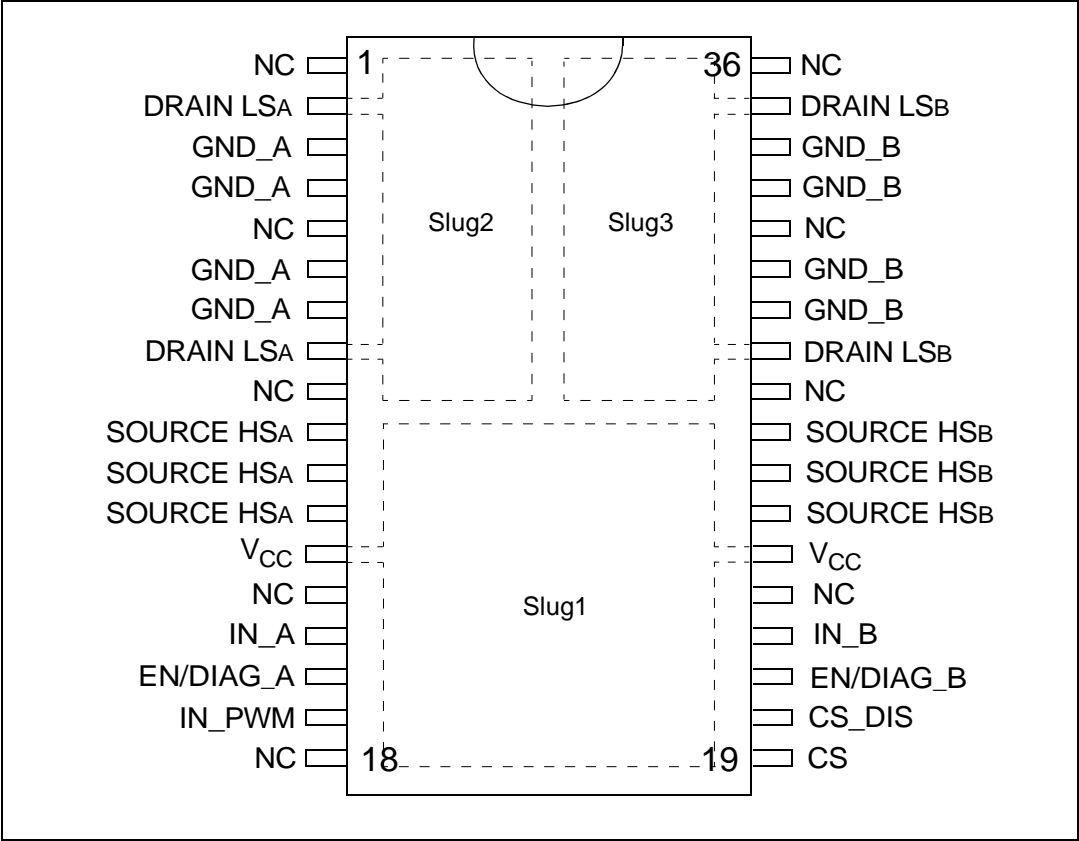 NC 1 36 NC
DRAIN LSA DRAIN LSB
GND_A GND_B
GND_A GND_B
Slug2 Slug3
NC NC
GND_A GND_B
GND_A GND_B
DRAIN LSA DRAIN LSB
NC NC
SOURCE HSA SOURCE HSB
SOURCE HSA SOURCE HSB
SOURCE HSA SOURCE HSB
VCC VCC
NC Slug1 NC
IN_A IN_B
EN/DIAG_A EN/DIAG_B
IN_PWM CS_DIS
NC 18 19 CS